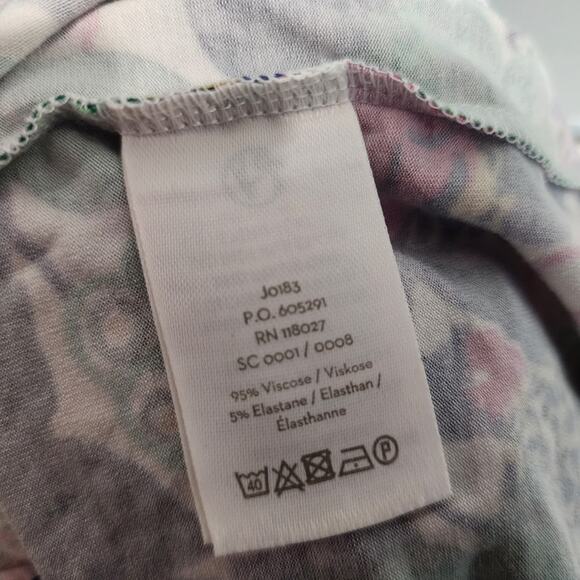 J0183
P.O. 605291
RN 118027
SC 0001 / 0008
95% Viscose / Viskose
5% Elastane / Elasthan /
Élasthanne
40 P